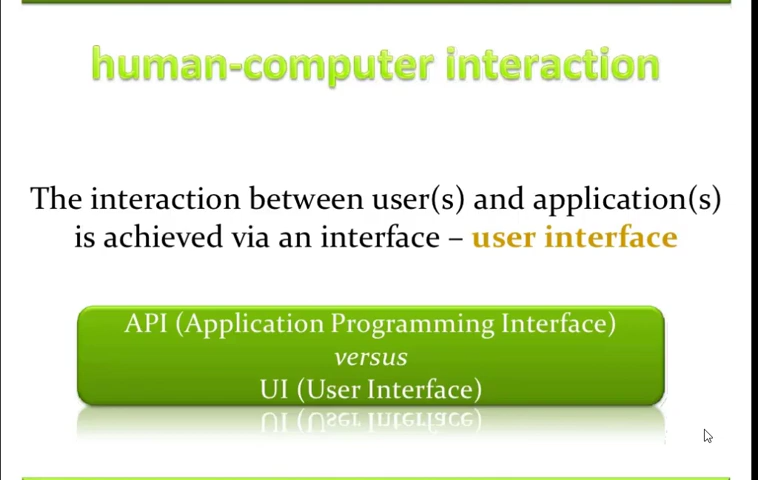 human-computer interaction
The interaction between user(s) and application(s)
is achieved via an interface – user interface
API (Application Programming Interface)
versus
UI (User Interface)